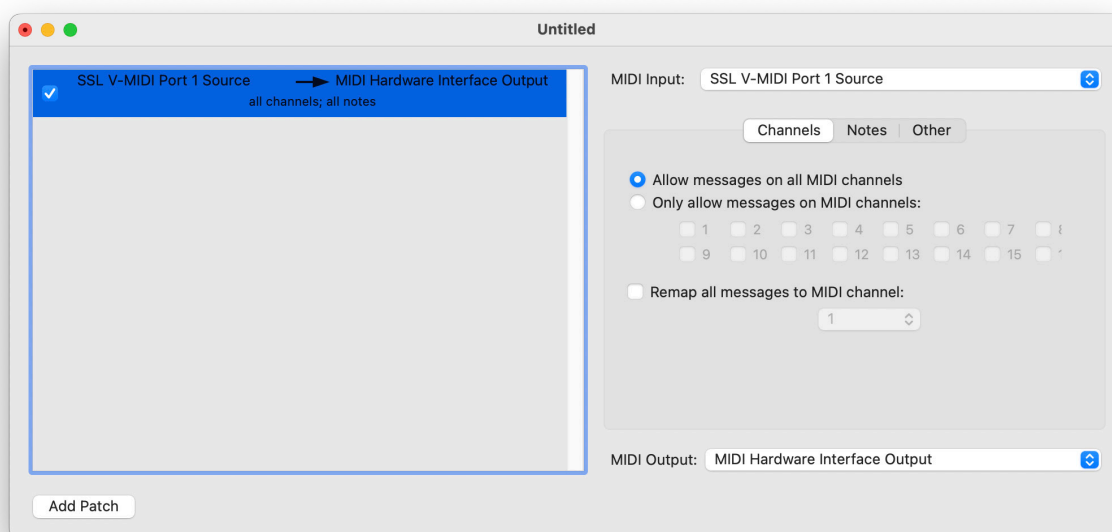 Untitled
SSL V-MIDI Port 1 Source MIDI Hardware Interface Output
all channels; all notes
MIDI Input: SSL V-MIDI Port 1 Source
Channels Notes Other
Allow messages on all MIDI channels
Only allow messages on MIDI channels:
1 2 3 4 5 6 7
9 10 11 12 13 14 15
Remap all messages to MIDI channel:
1
MIDI Output: MIDI Hardware Interface Output
Add Patch